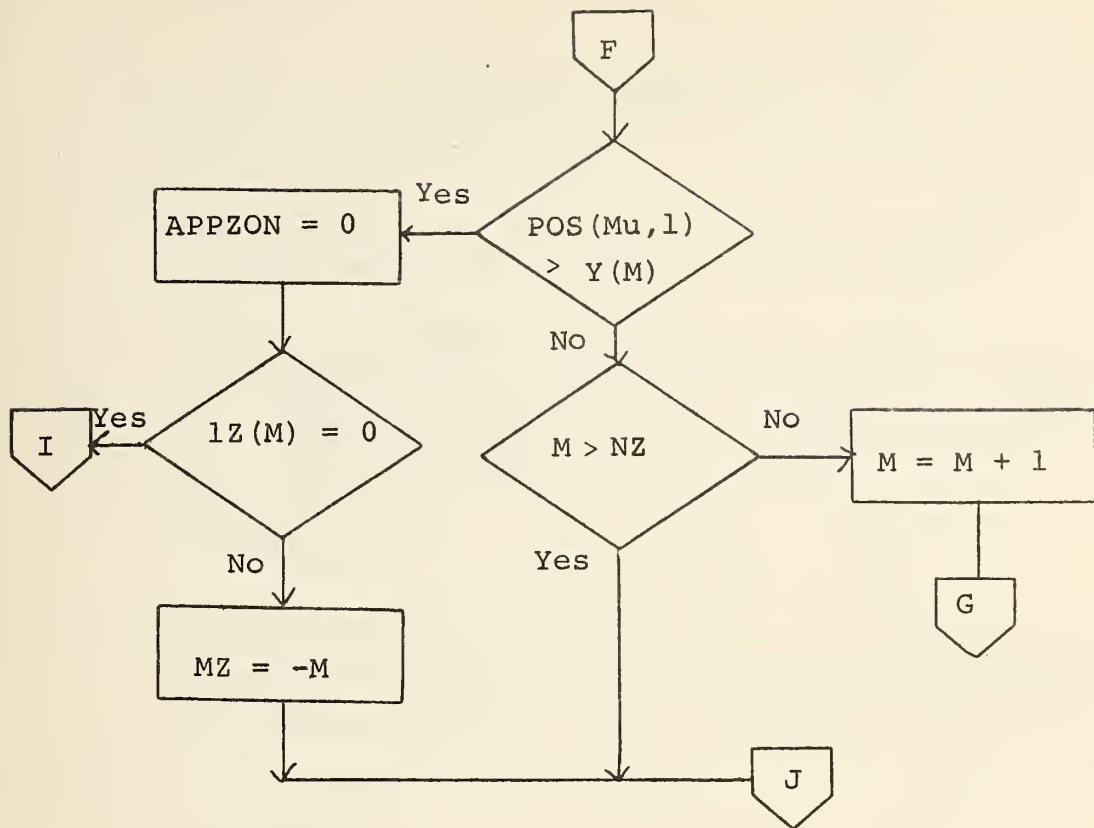 F
Yes
APPZON = 0
POS(Mu,1)
> Y(M)
No
Yes
I
1Z(M) = 0
M > NZ
No
M = M + 1
No
Yes
G
MZ = -M
J